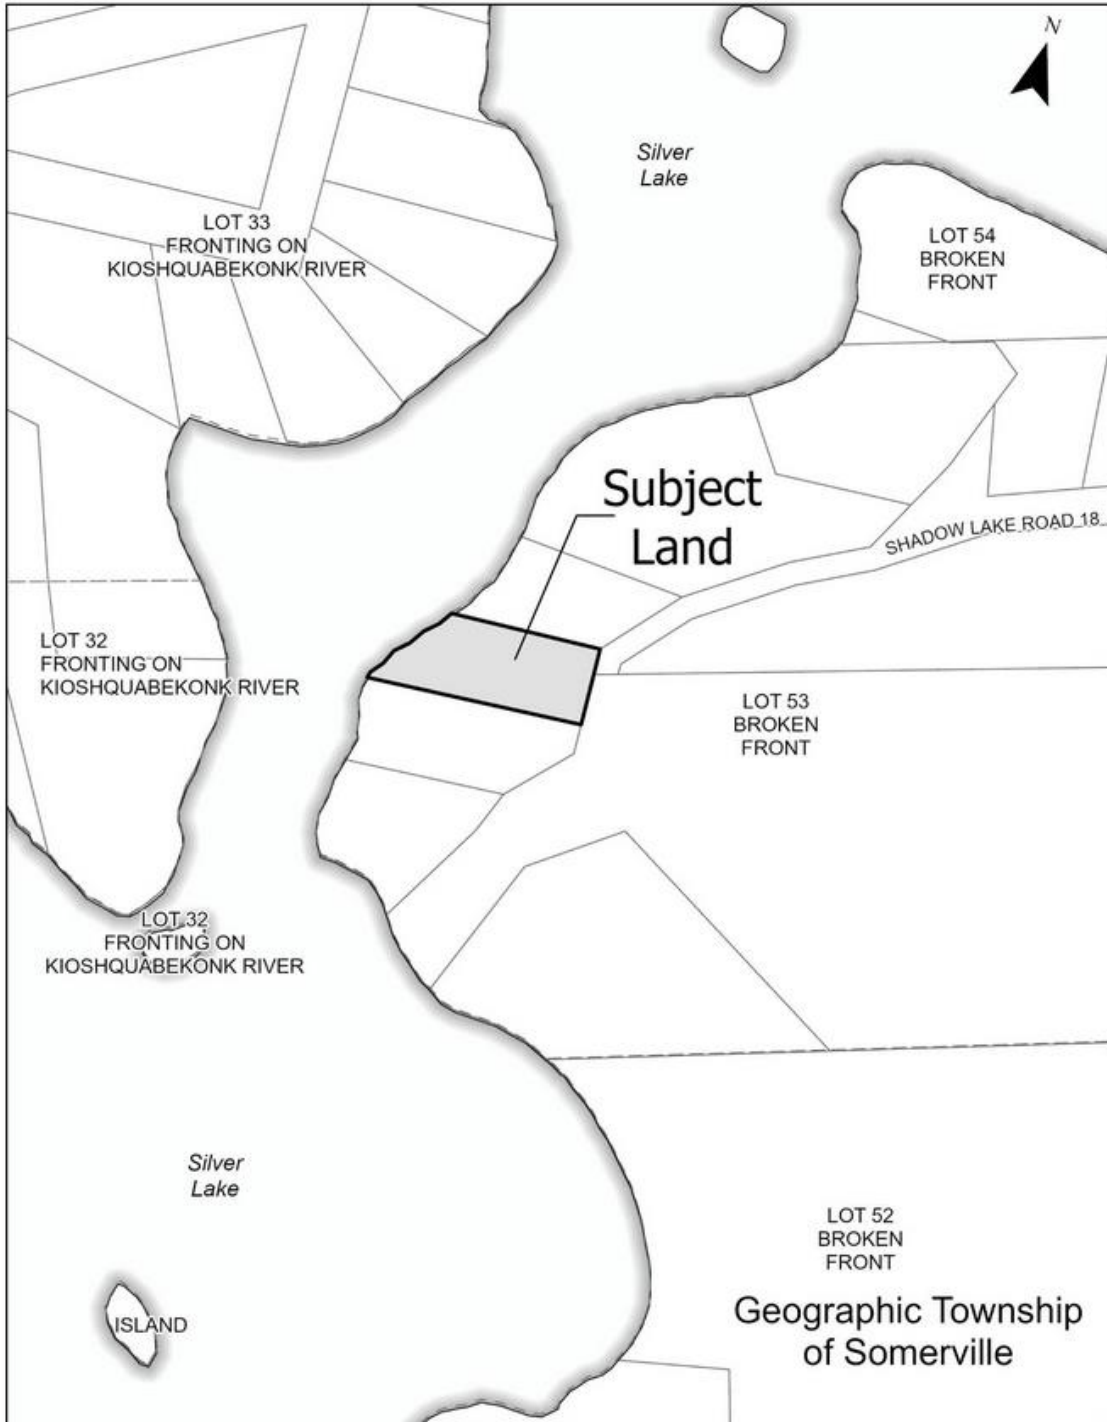 N
Silver
Lake
LOT 33
FRONTING ON
KIOSHQUABEKONK RIVER
LOT 54
BROKEN
FRONT
Subject
Land
SHADOW LAKE ROAD 18
LOT 32
FRONTING ON
KIOSHQUABEKONK RIVER
LOT 53
BROKEN
FRONT
LOT 32
FRONTING ON
KIOSHQUABEKONK RIVER
Silver
Lake
LOT 52
BROKEN
FRONT
ISLAND
Geographic Township
of Somerville